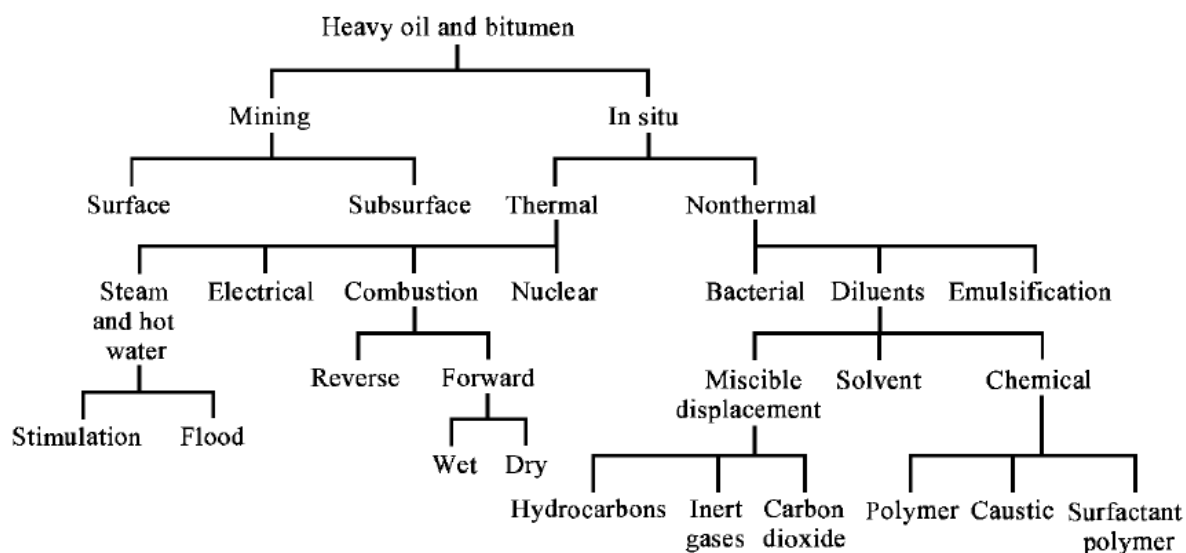 Heavy oil and bitumen
Mining
In situ
Surface
Subsurface
Thermal
Nonthermal
Steam
and hot
water
Electrical
Combustion
Nuclear
Bacterial
Diluents
Emulsification
Reverse
Forward
Miscible
displacement
Solvent
Chemical
Stimulation
Flood
Wet
Dry
Hydrocarbons
Inert
gases
Carbon
dioxide
Polymer
Caustic
Surfactant
polymer